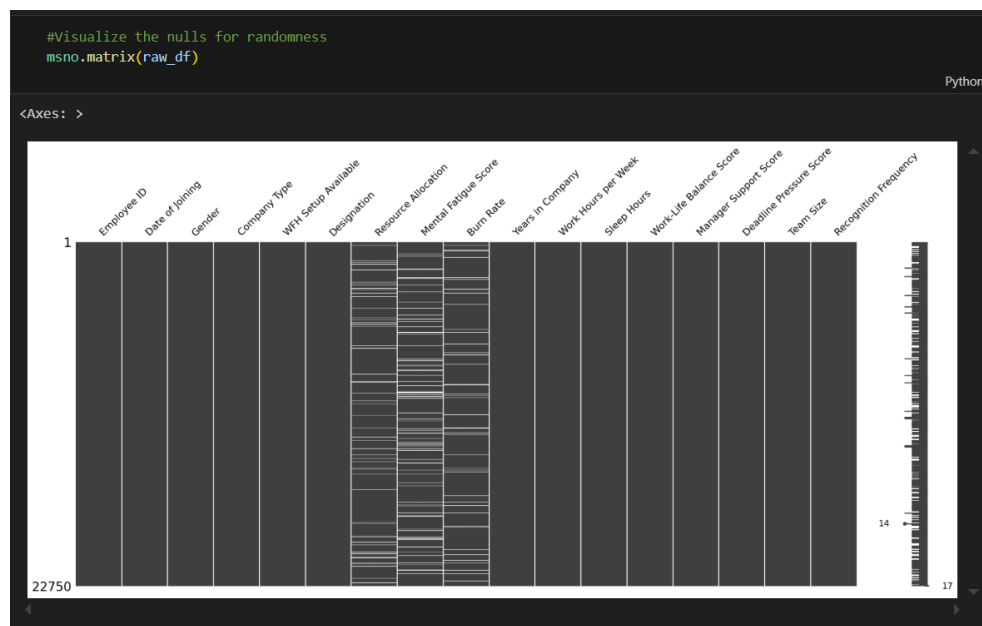 #Visualize the nulls for randomness
msno.matrix(raw_df)
Python
<Axes: >
Employee ID
Date of Joining
Gender
Company Type
WFH Setup Available
Designation
Resource Allocation
Mental Fatigue Score
Burn Rate
Years in Company
Work Hours per Week
Sleep Hours
Work-Life Balance Score
Manager Support Score
Deadline Pressure Score
Team Size
Recognition Frequency
1
14
22750
17